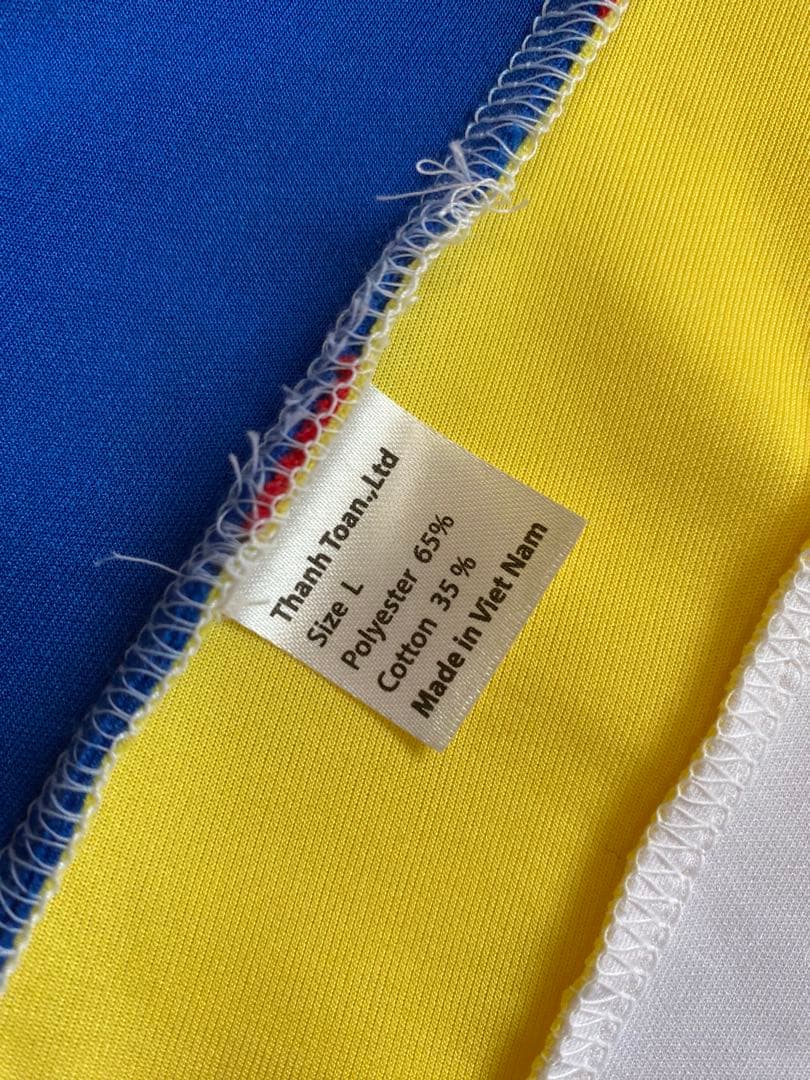 Thanh Toan.,Ltd
Size L
Polyester 65%
Cotton 35 %
Made in Viet Nam